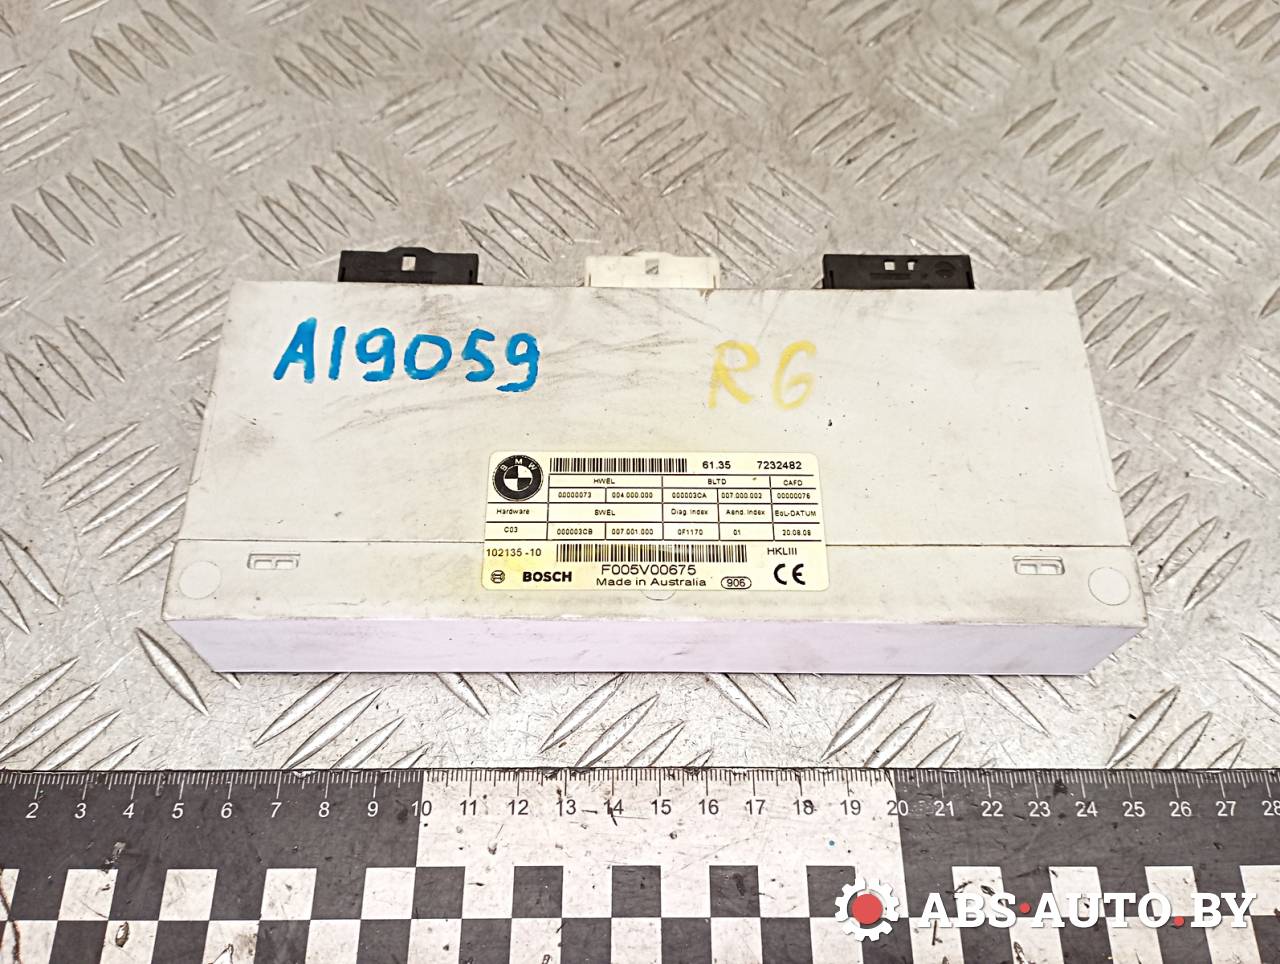 A19059 RG
BMW 61.35 7232482
HWEL BLTD CAFD
00000073 004.000.000 000003CA 007.000.002 00000076
Hardware SWEL Diag.Index Aend.Index EoL-DATUM
C03 000003CB 007.001.000 0F1170 01 20.08.08
102135-10 HKLIII
BOSCH F005V00675
Made in Australia 906 CE
2 3 4 5 6 7 8 9 10 11 12 13 14 15 16 17 18 19 20 21 22 23 24 25 26 27 28
ABS·AUTO.BY